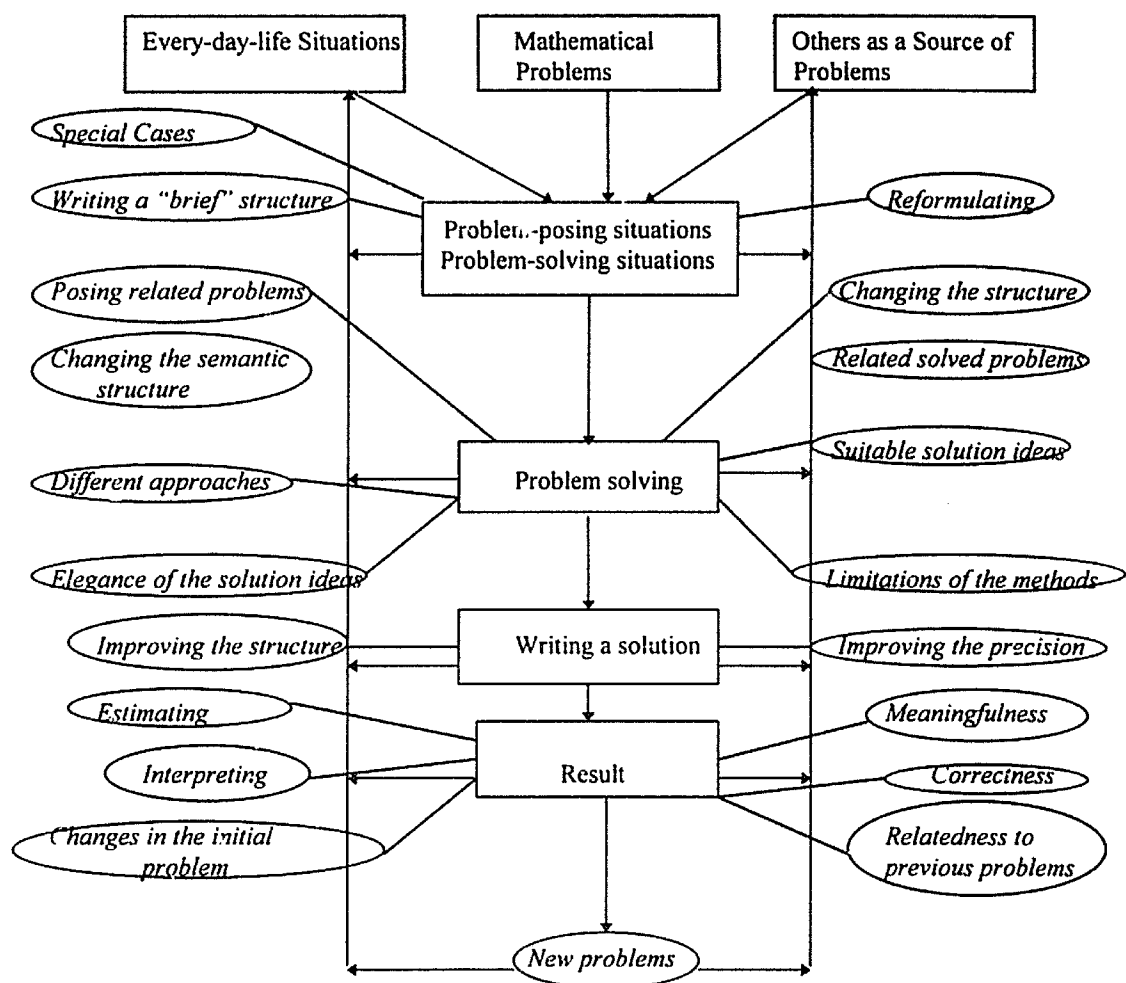 Every-day-life Situations
Mathematical
Problems
Others as a Source of
Problems
Special Cases
Writing a “brief” structure
Reformulating
Problem-posing situations
Problem-solving situations
Posing related problems
Changing the structure
Changing the semantic
structure
Related solved problems
Suitable solution ideas
Problem solving
Different approaches
Elegance of the solution ideas
Limitations of the methods
Improving the structure
Writing a solution
Improving the precision
Estimating
Meaningfulness
Interpreting
Result
Correctness
Changes in the initial
problem
Relatedness to
previous problems
New problems